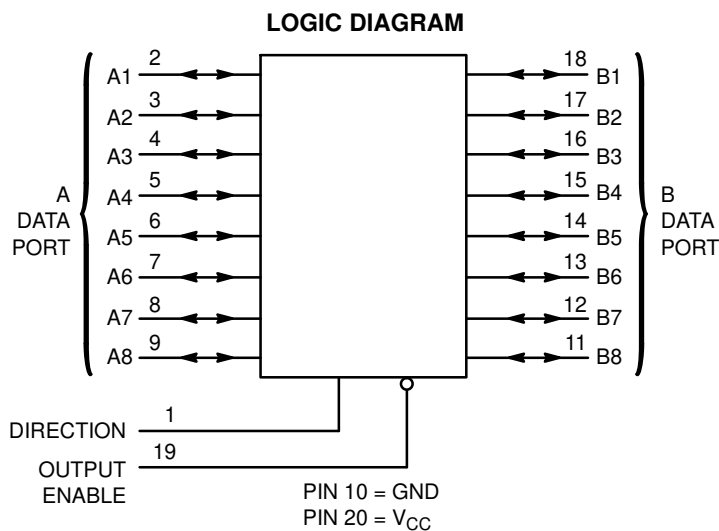 LOGIC DIAGRAM
A1 2
A2 3
A3 4
A4 5
A5 6
A6 7
A7 8
A8 9
A
DATA
PORT
18 B1
17 B2
16 B3
15 B4
14 B5
13 B6
12 B7
11 B8
B
DATA
PORT
DIRECTION 1
OUTPUT 19
ENABLE
PIN 10 = GND
PIN 20 = VCC